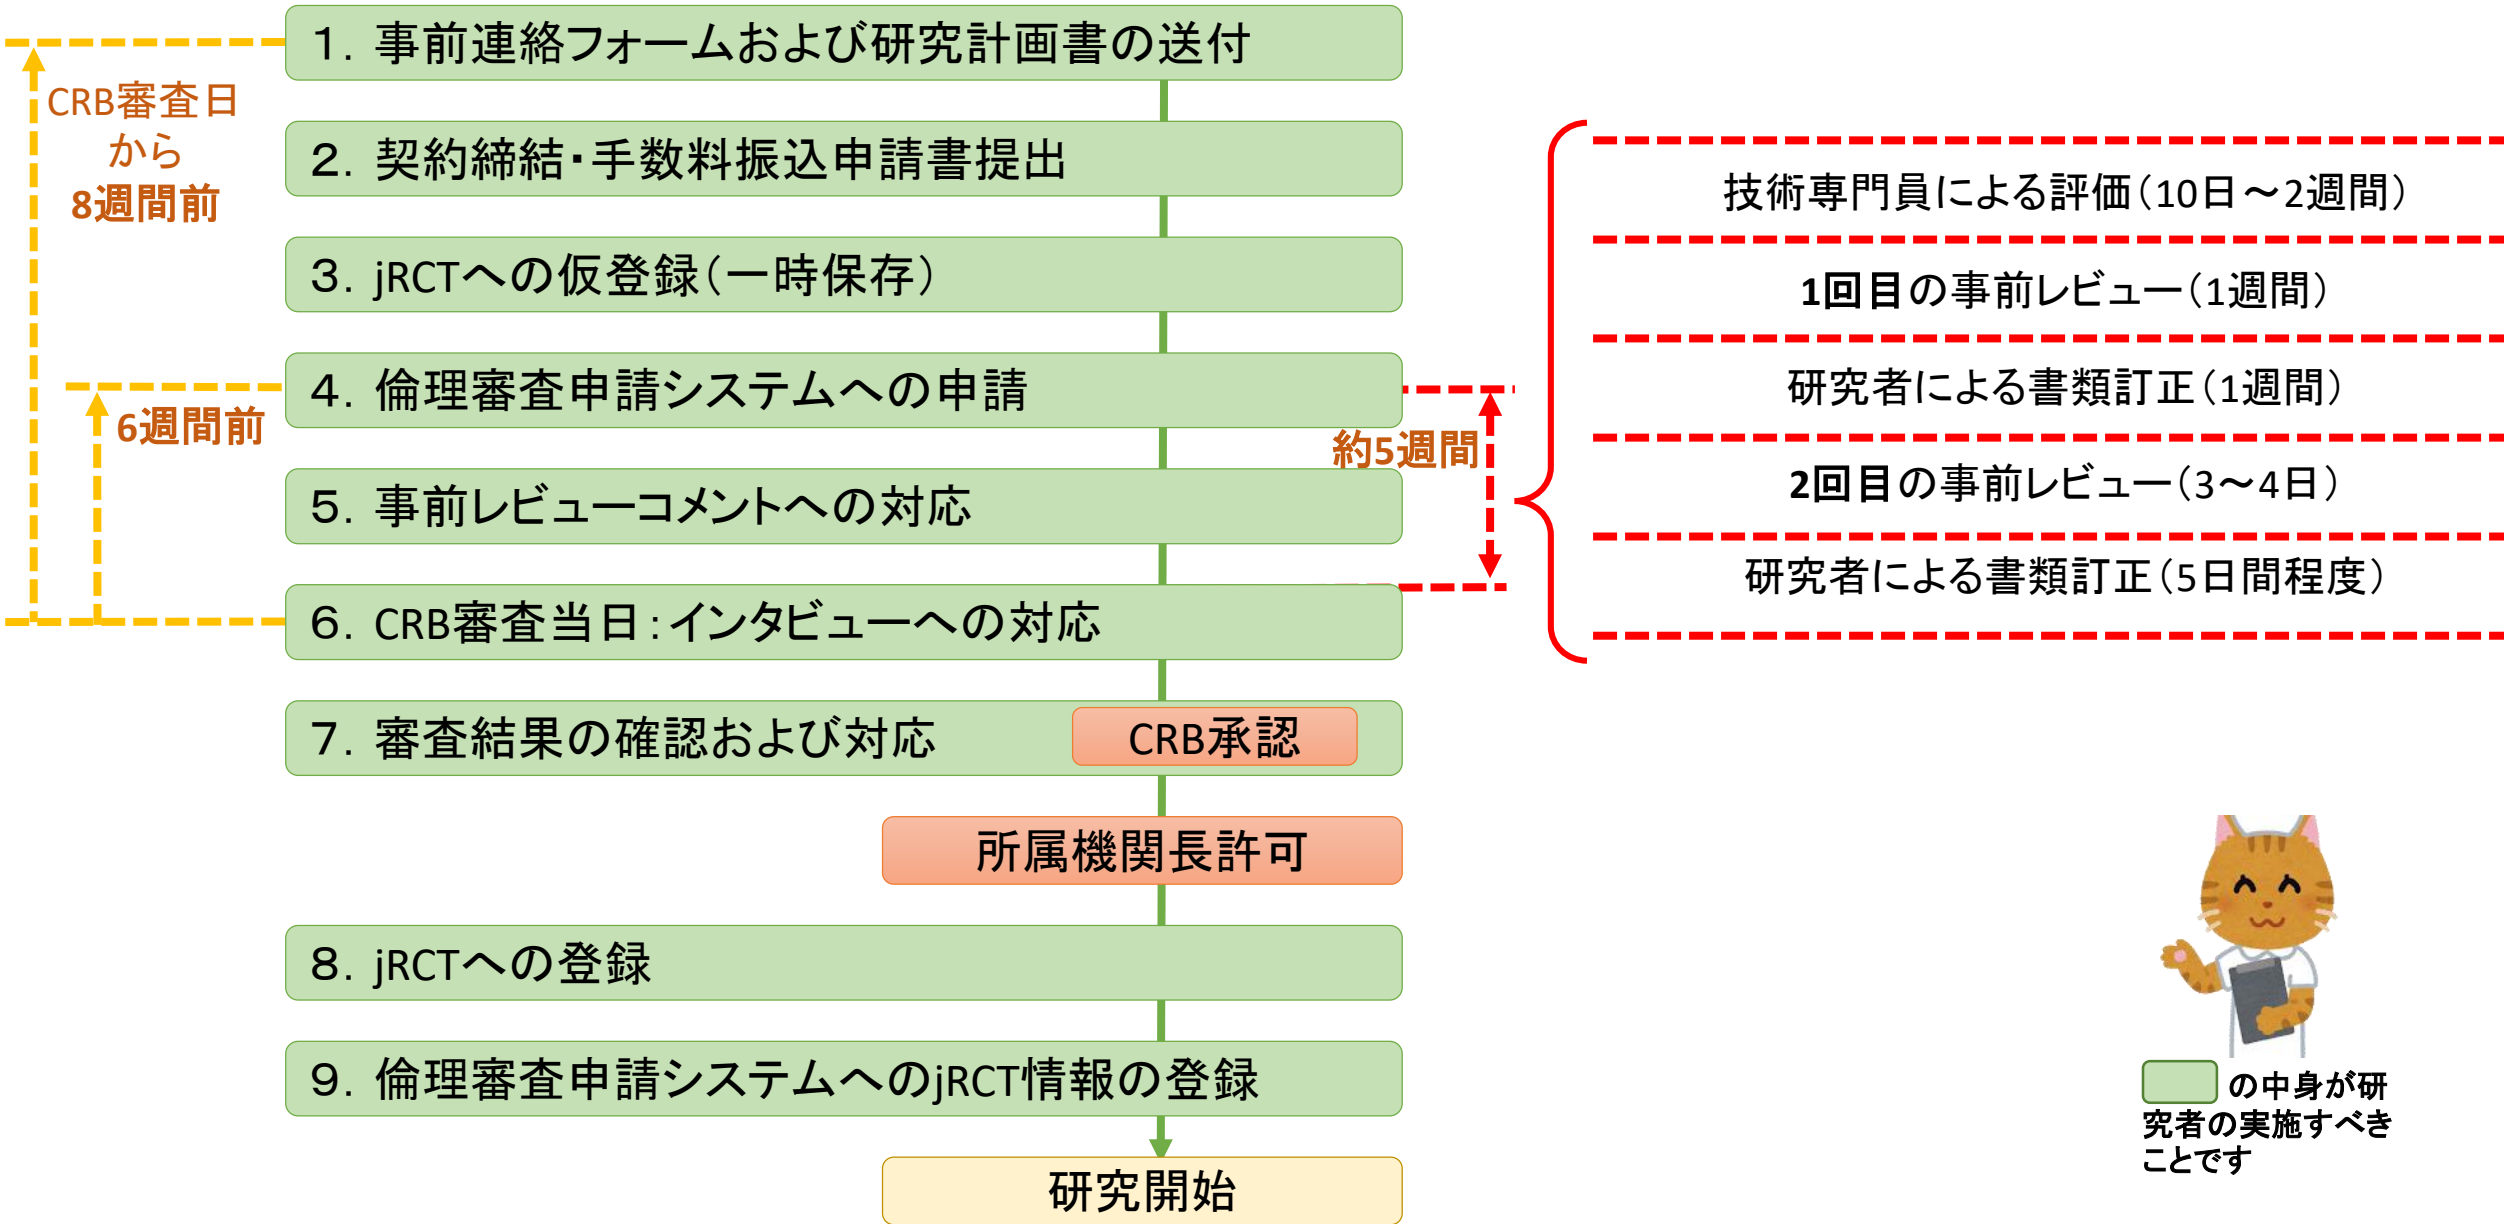 １．事前連絡フォームおよび研究計画書の送付
CRB審査日
から
8週間前
２．契約締結・手数料振込申請書提出
３．jRCTへの仮登録（一時保存）
４．倫理審査申請システムへの申請
6週間前
約5週間
５．事前レビューコメントへの対応
６．CRB審査当日：インタビューへの対応
７．審査結果の確認および対応
CRB承認
所属機関長許可
８．jRCTへの登録
９．倫理審査申請システムへのjRCT情報の登録
研究開始
技術専門員による評価（10日～2週間）
1回目の事前レビュー（1週間）
研究者による書類訂正（1週間）
2回目の事前レビュー（3～4日）
研究者による書類訂正（5日間程度）
の中身が研
究者の実施すべき
ことです